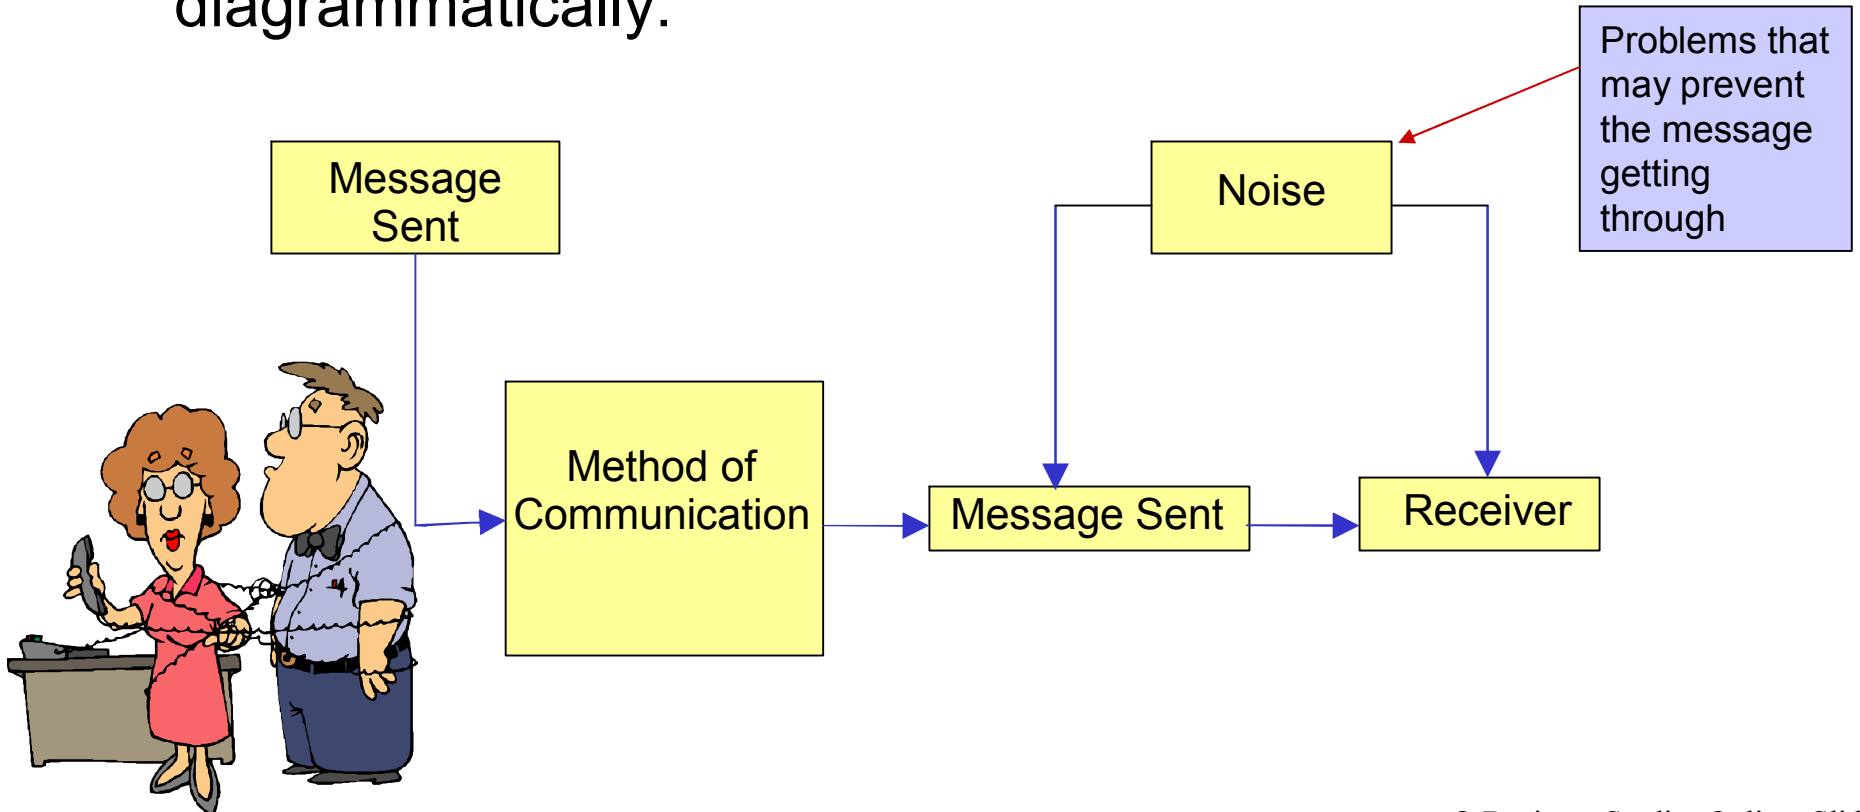 diagrammatically.
Problems that
may prevent
the message
getting
through
Message
Sent
Noise
Method of
Communication
Message Sent
Receiver